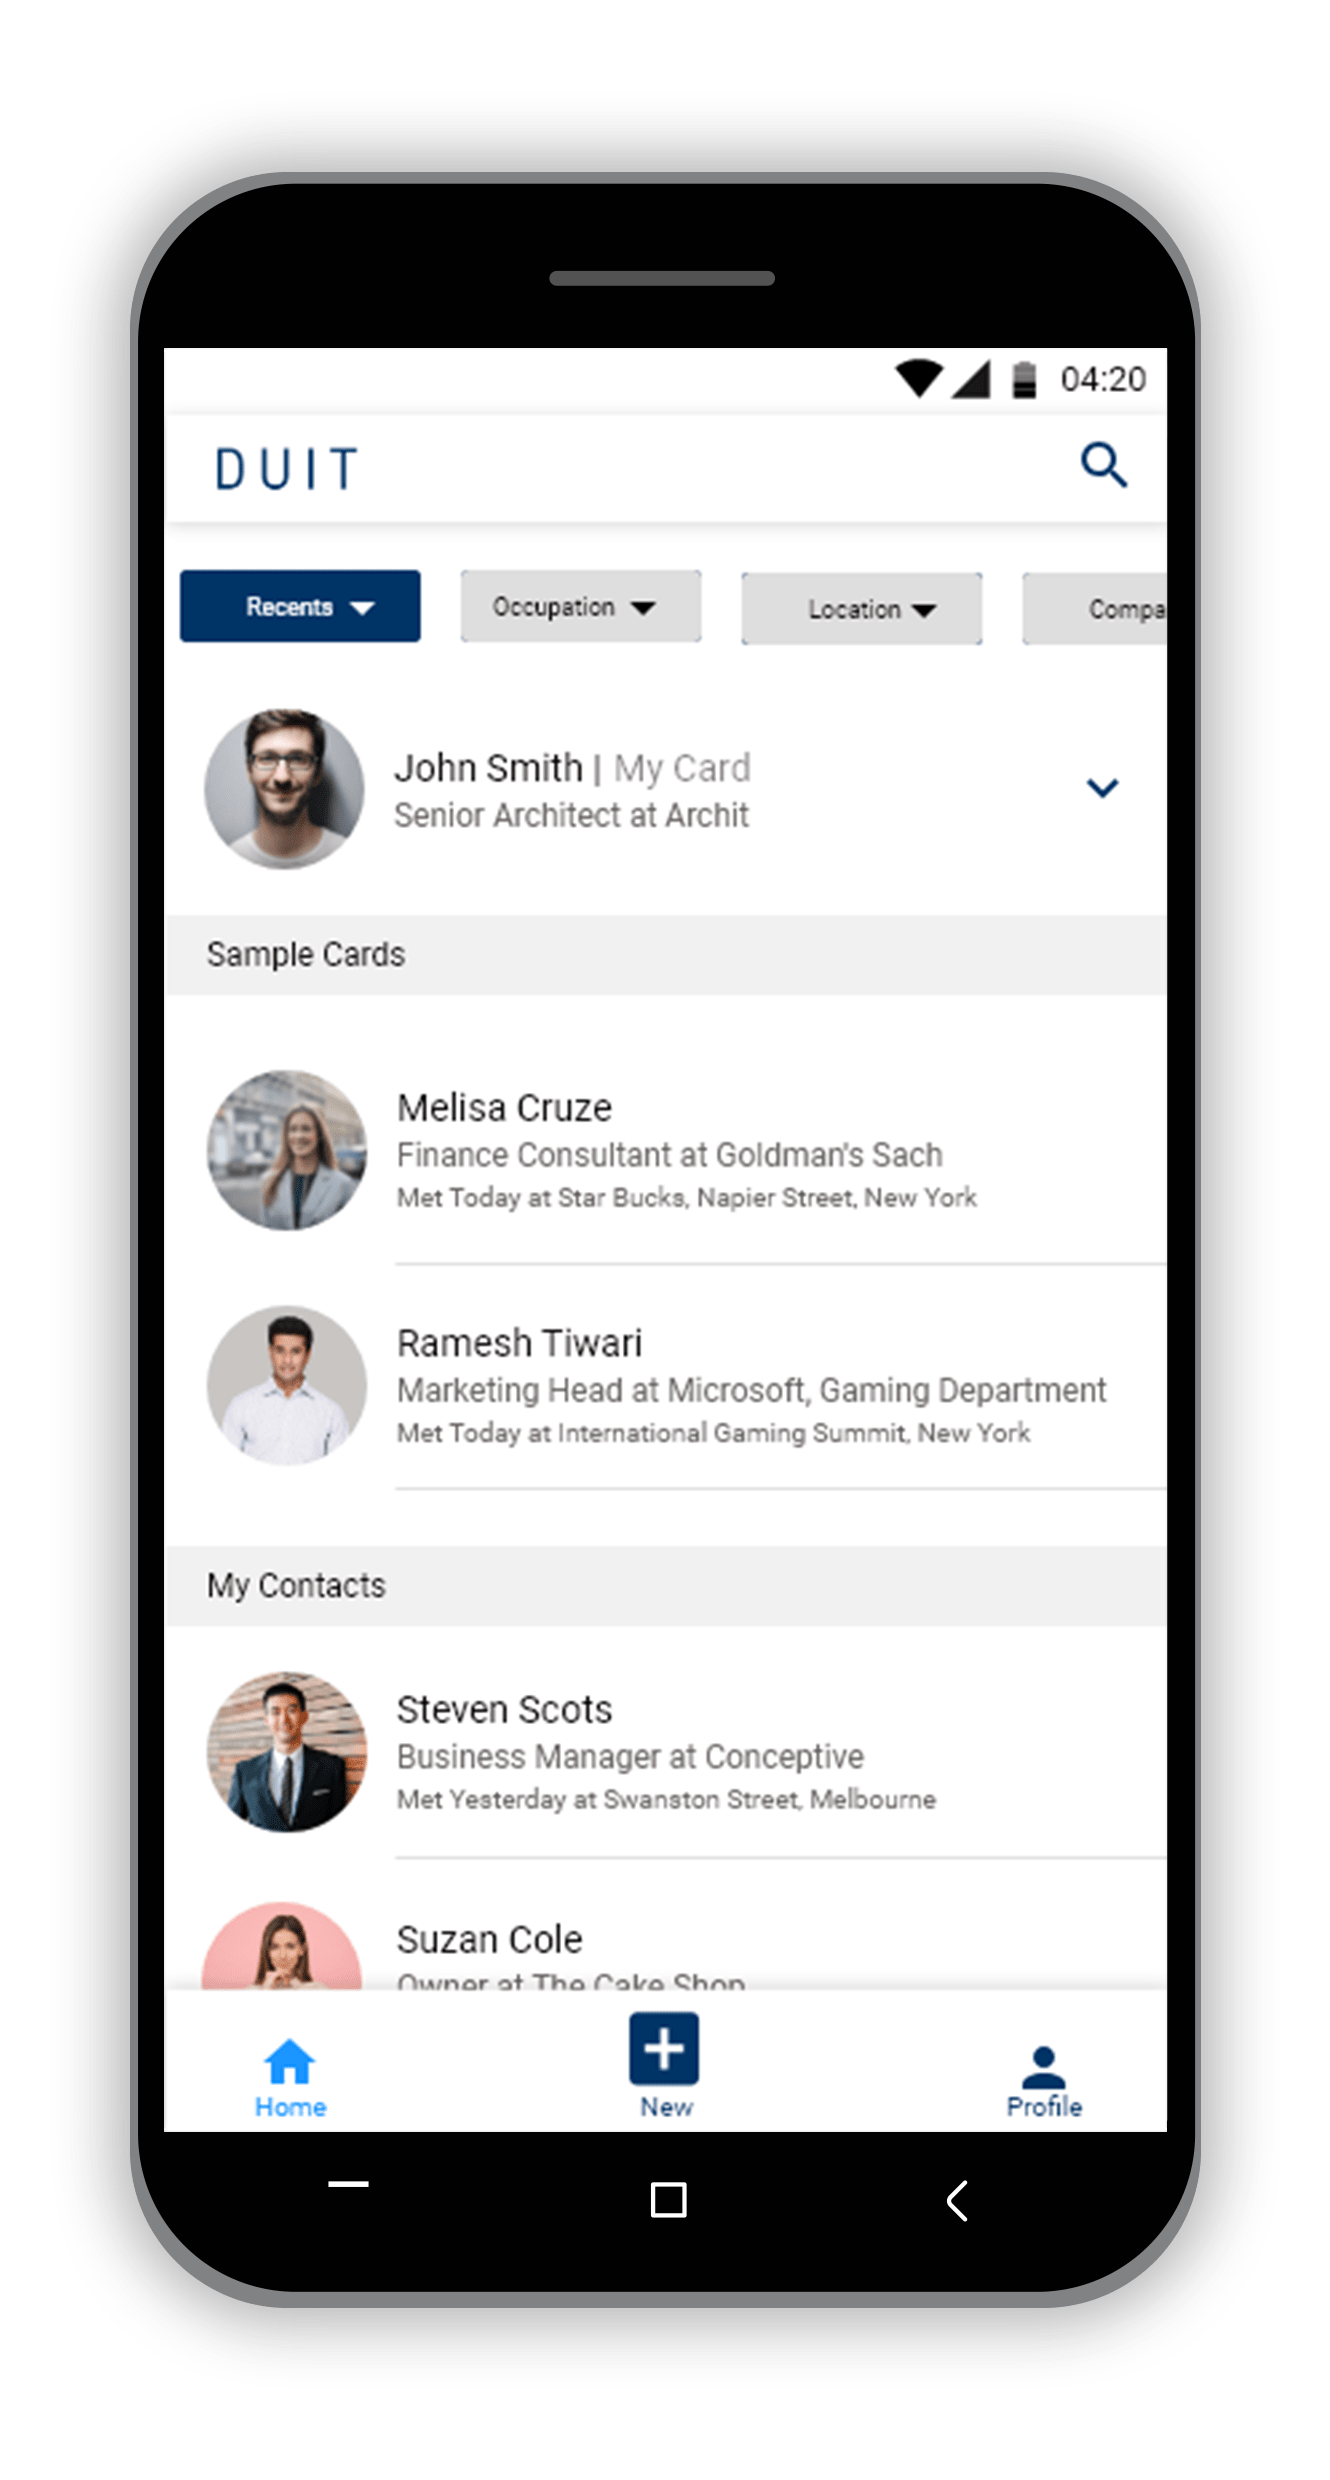 04:20
DUIT
Recents
Occupation
Location
Compa
John Smith | My Card
Senior Architect at Archit
Sample Cards
Melisa Cruze
Finance Consultant at Goldman's Sach
Met Today at Star Bucks, Napier Street, New York
Ramesh Tiwari
Marketing Head at Microsoft, Gaming Department
Met Today at International Gaming Summit, New York
My Contacts
Steven Scots
Business Manager at Conceptive
Met Yesterday at Swanston Street, Melbourne
Suzan Cole
Owner at The Cake Shop
Home
New
Profile